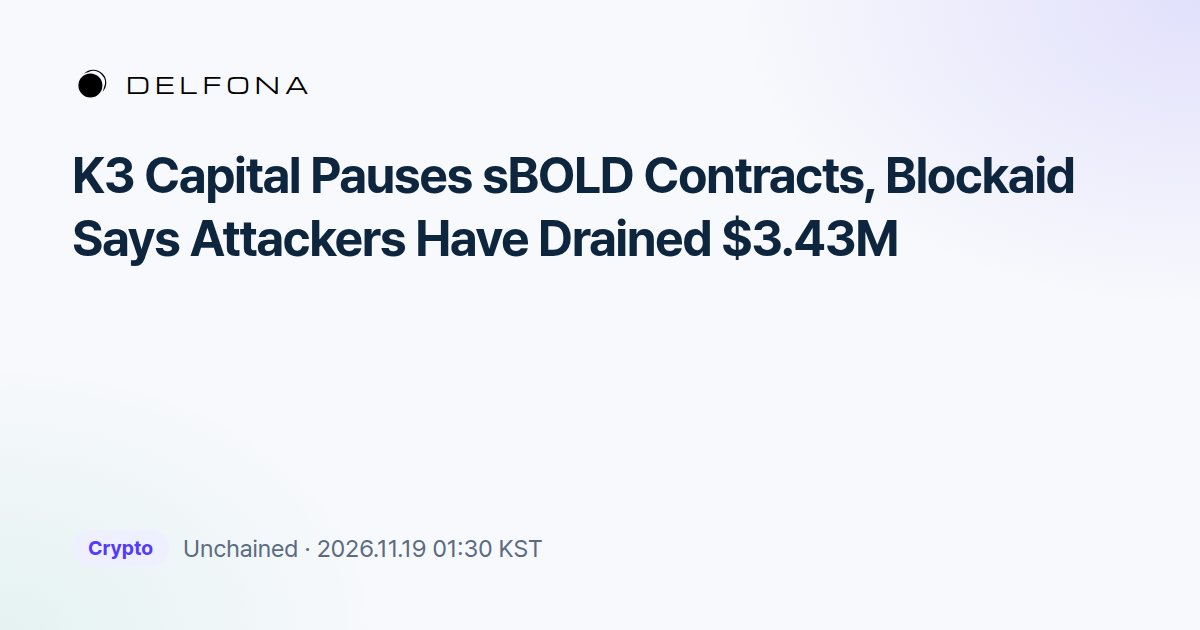 DELFONA
K3 Capital Pauses sBOLD Contracts, Blockaid
Says Attackers Have Drained $3.43M
Crypto Unchained · 2026.11.19 01:30 KST